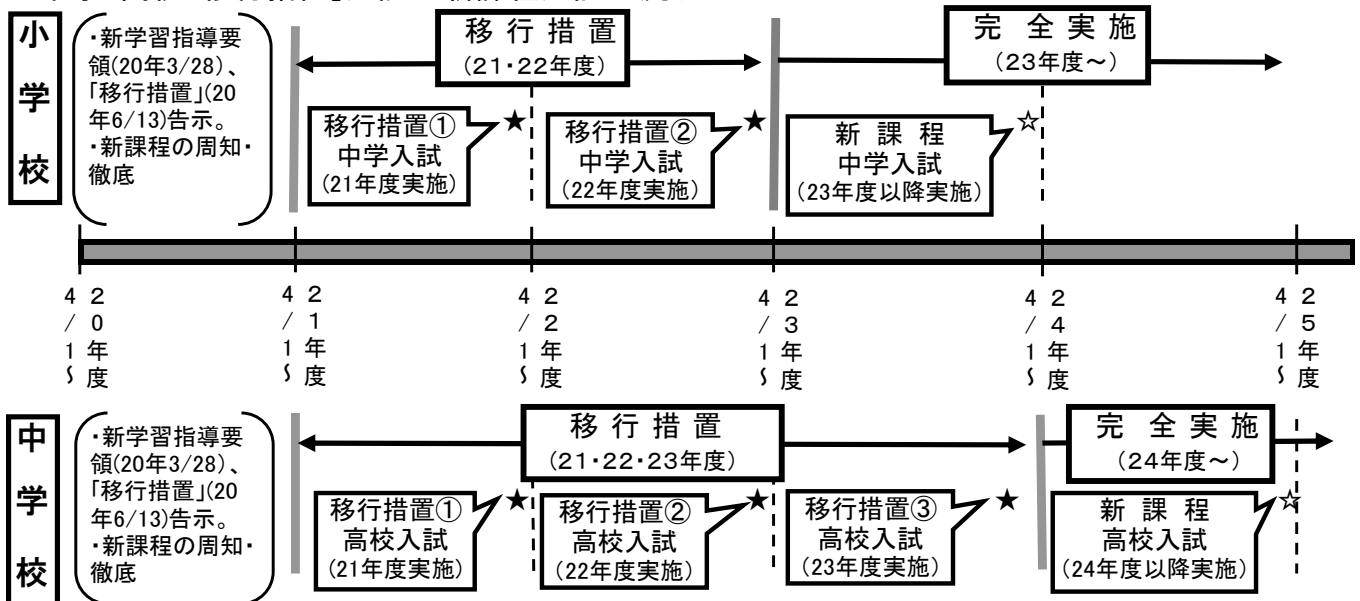 小学校
・新学習指導要
領(20年3/28)、
「移行措置」(20
年6/13)告示。
・新課程の周知・
徹底
移行措置
(21・22年度)
完全実施
(23年度～)
移行措置①
中学入試
(21年度実施)
★
移行措置②
中学入試
(22年度実施)
★
新課程
中学入試
(23年度以降実施)
☆
20年度
4/1～
21年度
4/1～
22年度
4/1～
23年度
4/1～
24年度
4/1～
25年度
4/1～
中学校
・新学習指導要
領(20年3/28)、
「移行措置」(20
年6/13)告示。
・新課程の周知・
徹底
移行措置
(21・22・23年度)
完全実施
(24年度～)
移行措置①
高校入試
(21年度実施)
★
移行措置②
高校入試
(22年度実施)
★
移行措置③
高校入試
(23年度実施)
★
新課程
高校入試
(24年度以降実施)
☆